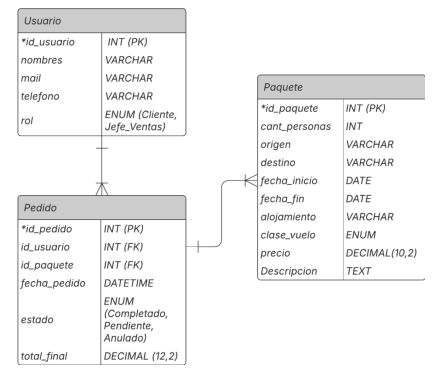 Usuario
*id_usuario INT (PK)
nombres VARCHAR
mail VARCHAR
telefono VARCHAR
rol ENUM (Cliente,
Jefe_Ventas)
Pedido
*id_pedido INT (PK)
id_usuario INT (FK)
id_paquete INT (FK)
fecha_pedido DATETIME
estado ENUM
(Completado,
Pendiente,
Anulado)
total_final DECIMAL (12,2)
Paquete
*id_paquete INT (PK)
cant_personas INT
origen VARCHAR
destino VARCHAR
fecha_inicio DATE
fecha_fin DATE
alojamiento VARCHAR
clase_vuelo ENUM
precio DECIMAL(10,2)
Descripcion TEXT